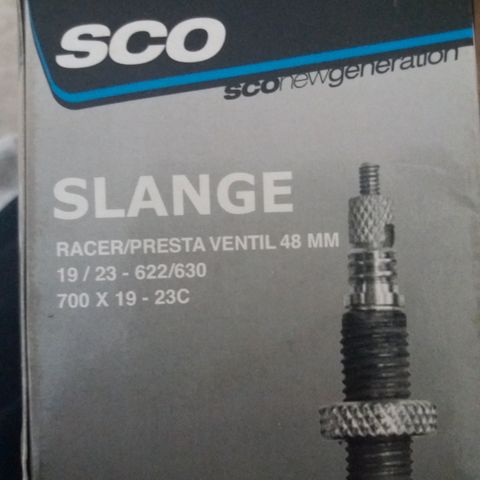 SCO
sconewgeneration
SLANGE
RACER/PRESTA VENTIL 48 MM
19 / 23 - 622/630
700 X 19 - 23C